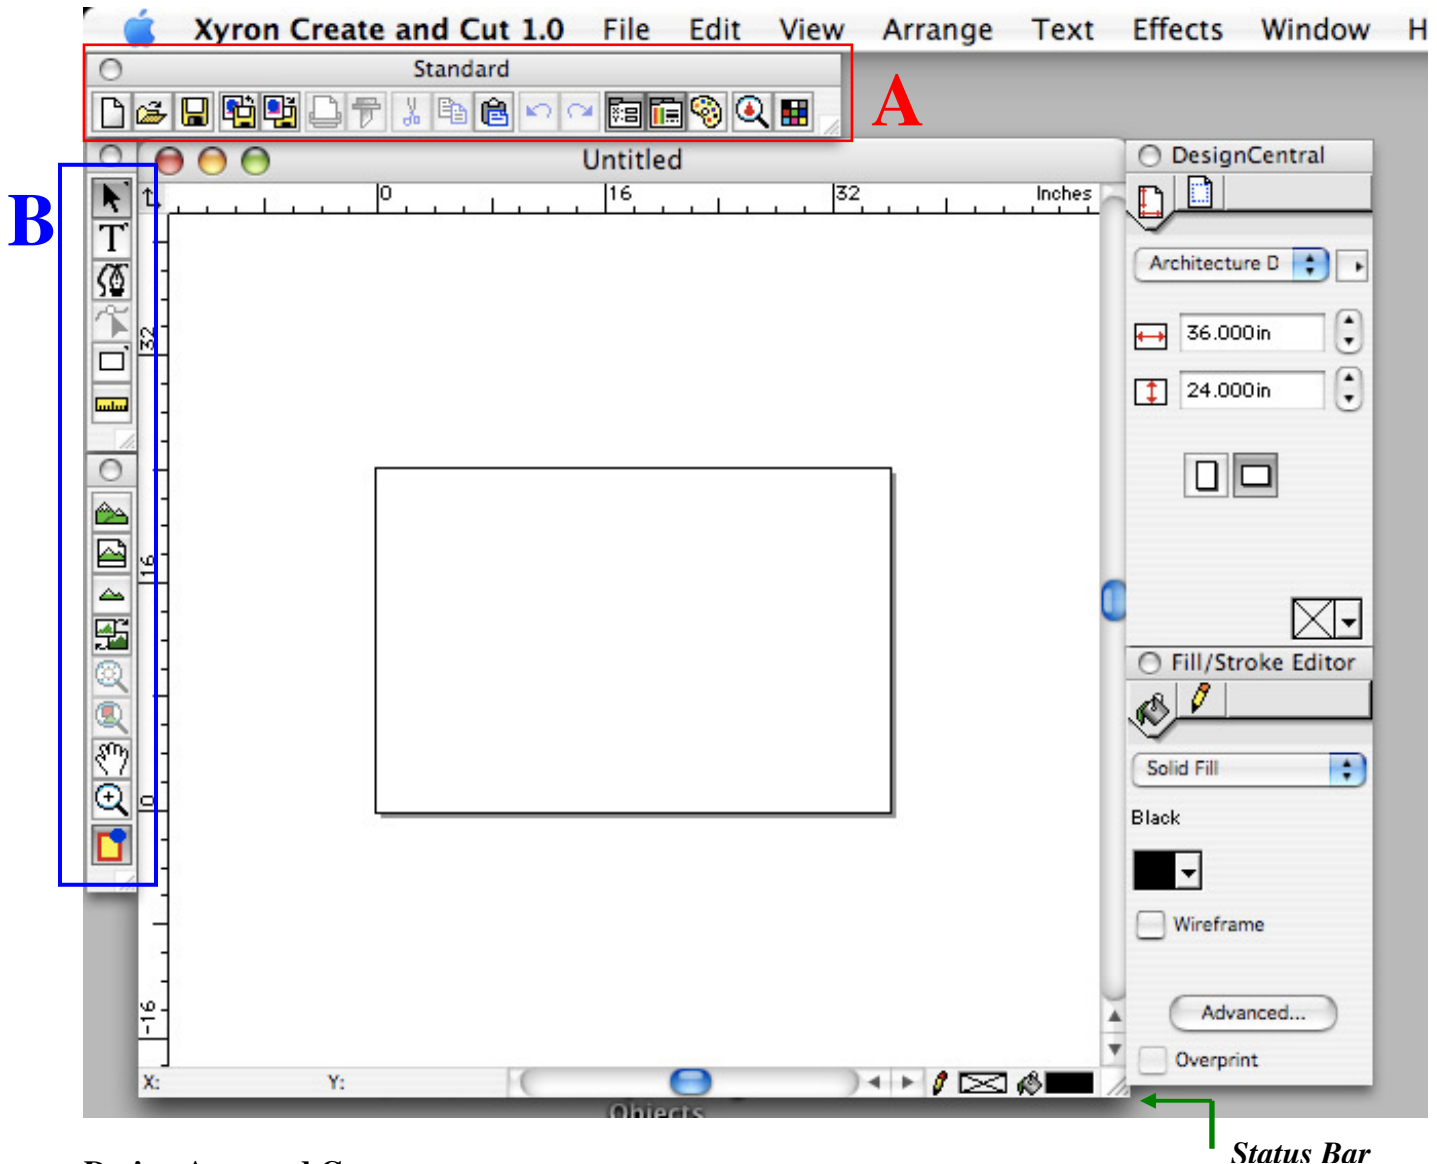 Xyron Create and Cut 1.0 File Edit View Arrange Text Effects Window H
Standard
A
Untitled
B
0 16 32 Inches
32
16
0
-16
DesignCentral
Architecture D
36.000in
24.000in
Fill/Stroke Editor
Solid Fill
Black
Wireframe
Advanced...
Overprint
X: Y:
Objects
Status Bar